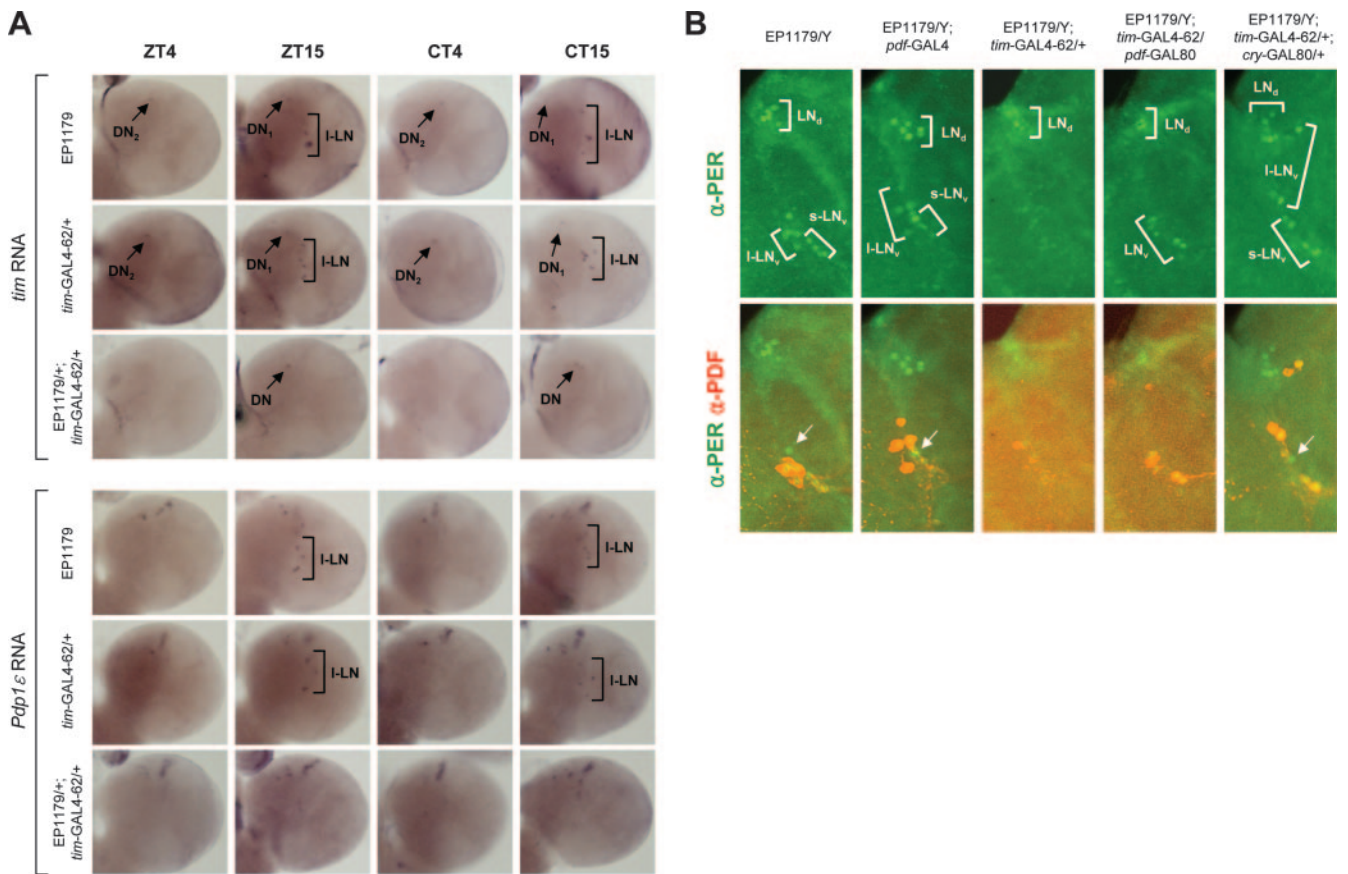 A
ZT4
ZT15
CT4
CT15
tim RNA
EP1179
DN2
DN1
l-LN
DN2
DN1
l-LN
tim-GAL4-62/+
DN2
DN1
l-LN
DN2
DN1
l-LN
EP1179/+;
tim-GAL4-62/+
DN
DN
Pdp1 ε RNA
EP1179
l-LN
l-LN
tim-GAL4-62/+
l-LN
l-LN
EP1179/+;
tim-GAL4-62/+
B
EP1179/Y
EP1179/Y;
pdf-GAL4
EP1179/Y;
tim-GAL4-62/+
EP1179/Y;
tim-GAL4-62/
pdf-GAL80
EP1179/Y;
tim-GAL4-62/+;
cry-GAL80/+
α-PER
LNd
s-LNv
l-LNv
LNd
s-LNv
l-LNv
LNd
LNd
LNv
LNd
l-LNv
s-LNv
α-PER α-PDF